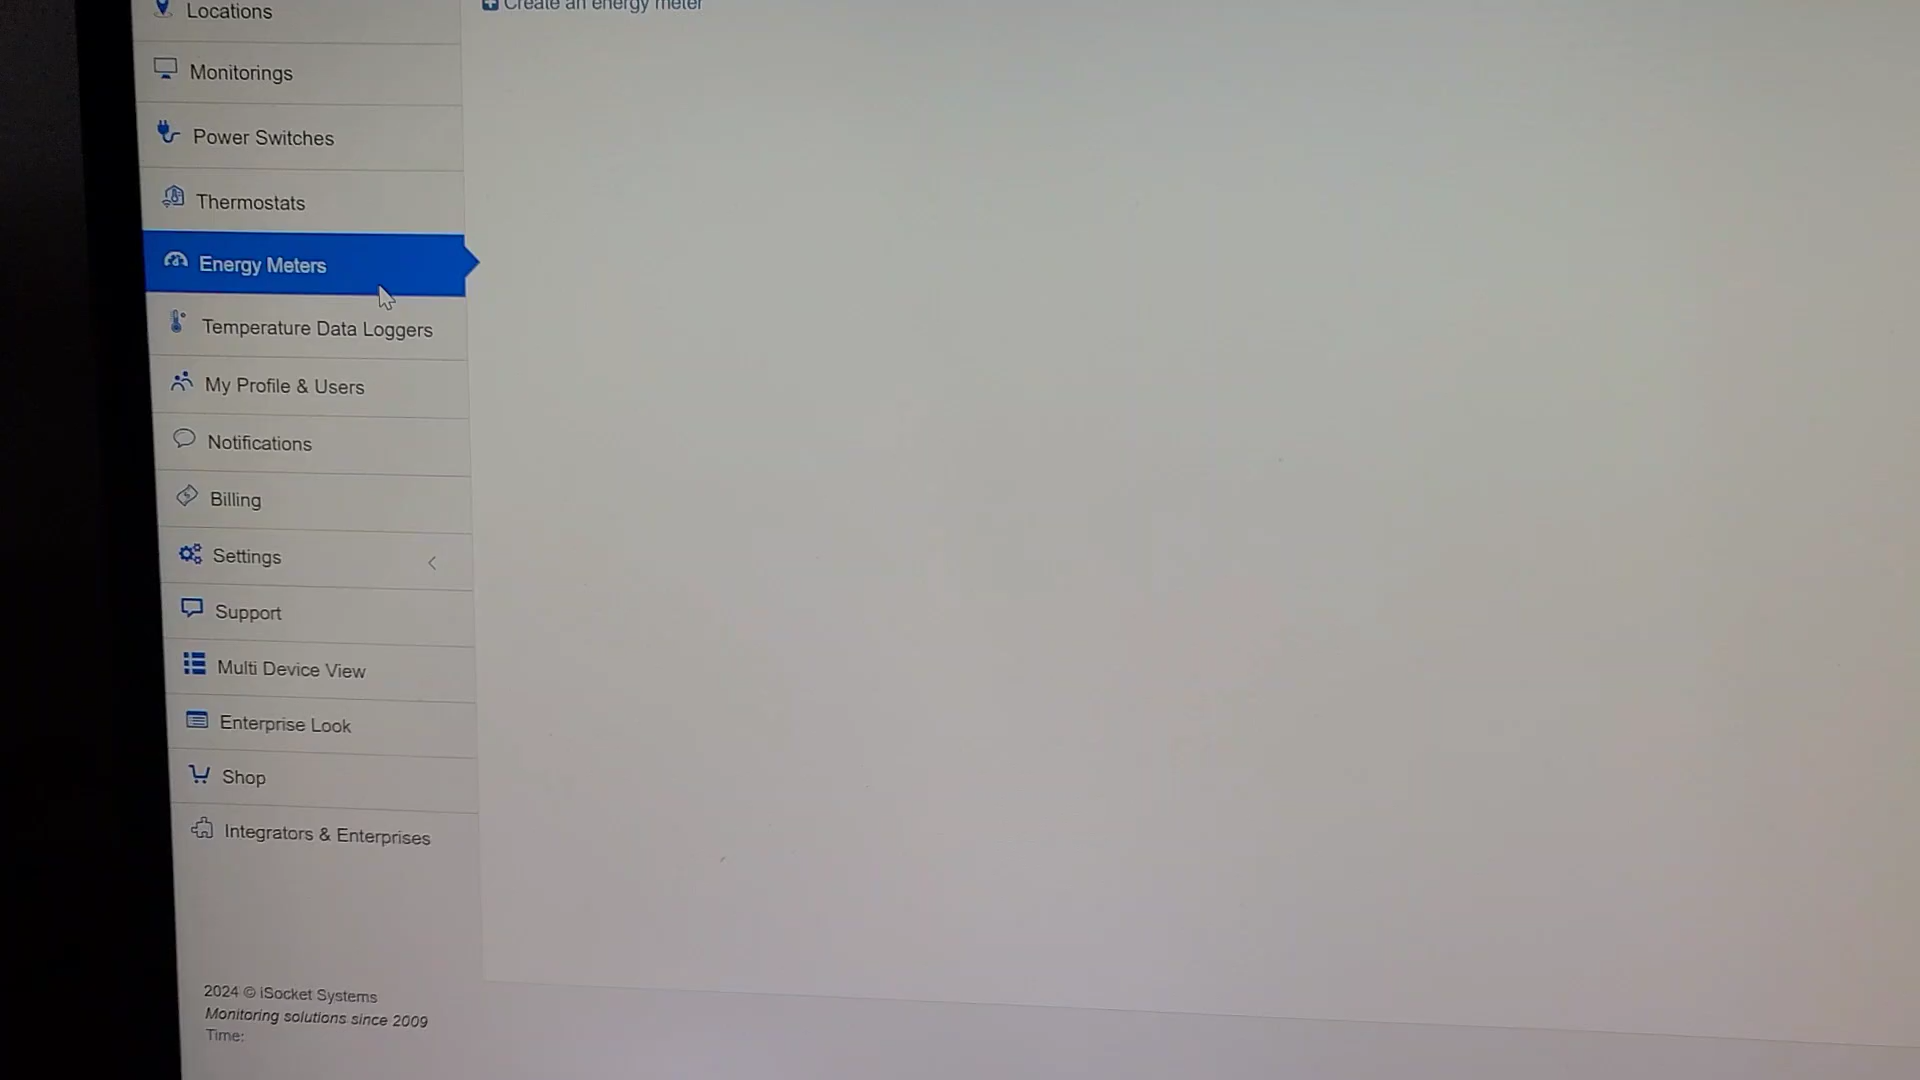 Create an energy meter
Locations
Monitorings
Power Switches
Thermostats
Energy Meters
Temperature Data Loggers
My Profile & Users
Notifications
Billing
Settings
Support
Multi Device View
Enterprise Look
Shop
Integrators & Enterprises
2024 © iSocket Systems
Monitoring solutions since 2009
Time: